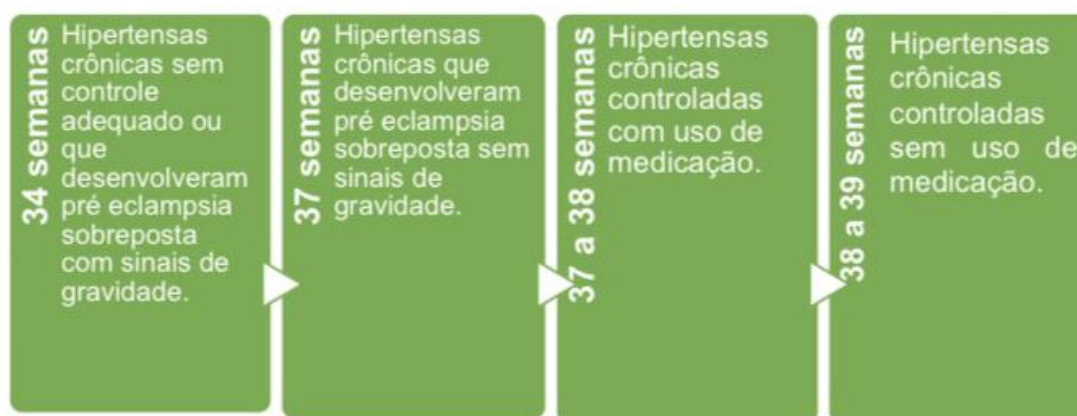 34 semanas
Hipertensas
crônicas sem
controle
adequado ou
que
desenvolveram
pré eclampsia
sobreposta
com sinais de
gravidade.
37 semanas
Hipertensas
crônicas que
desenvolveram
pré eclampsia
sobreposta sem
sinais de
gravidade.
37 a 38 semanas
Hipertensas
crônicas
controladas
com uso de
medicação.
38 a 39 semanas
Hipertensas
crônicas
controladas
sem uso de
medicação.